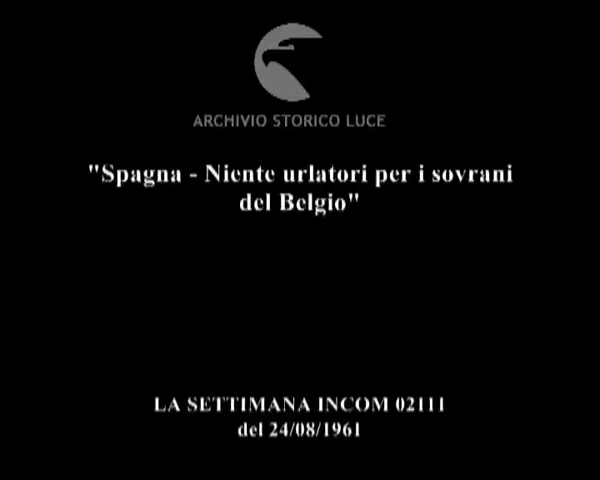 ARCHIVIO STORICO LUCE
"Spagna - Niente urlatori per i sovrani
del Belgio"
LA SETTIMANA INCOM 02111
del 24/08/1961